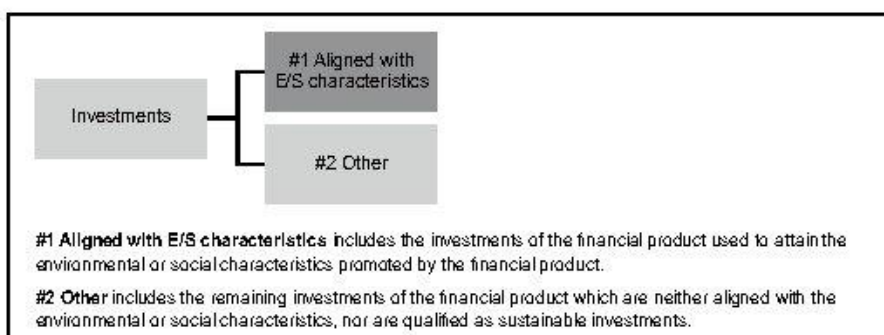 #1 Aligned with
E/S characteristics
Investments
#2 Other
#1 Aligned with E/S characteristics includes the investments of the financial product used to attain the
environmental or social characteristics promoted by the financial product.
#2 Other includes the remaining investments of the financial product which are neither aligned with the
environmental or social characteristics, nor are qualified as sustainable investments.